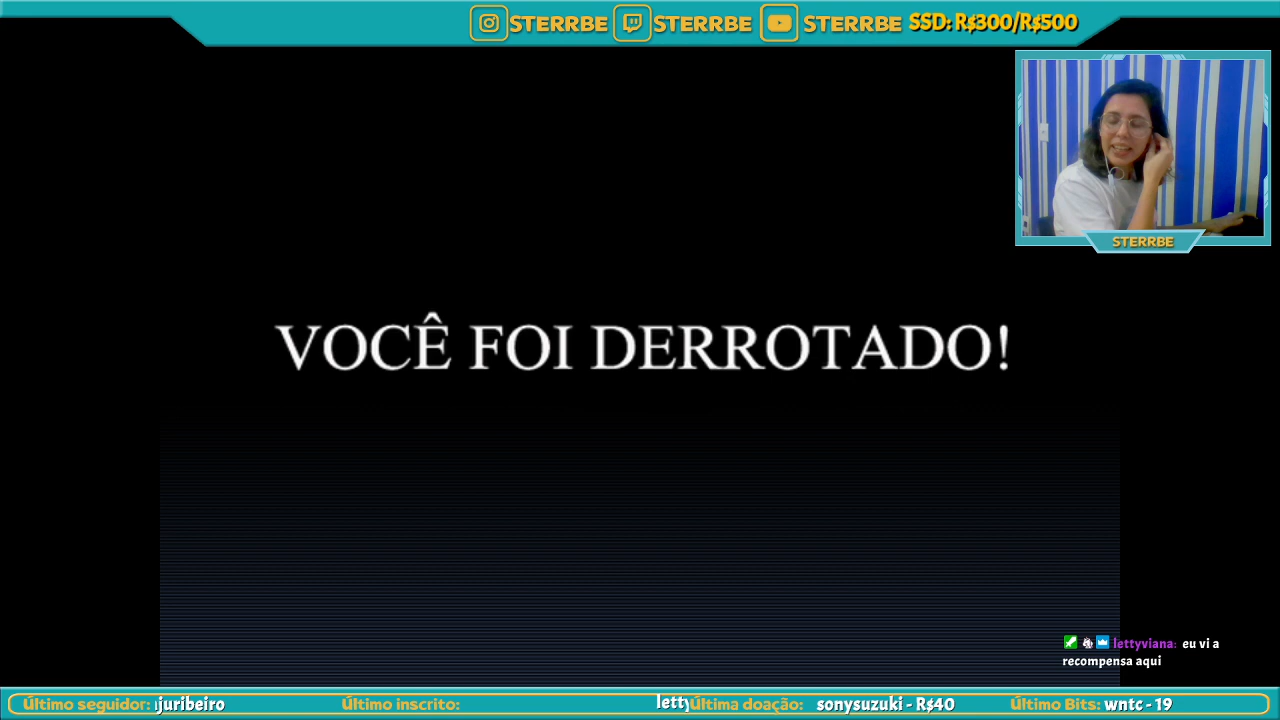 STERRBE STERRBE STERRBE SSD: R$300/R$500
STERRBE
VOCÊ FOI DERROTADO!
lettyviana: eu vi a
recompensa aqui
Último seguidor: juribeiro Último inscrito: letty Última doação: sonysuzuki - R$40 Último Bits: wntc - 19